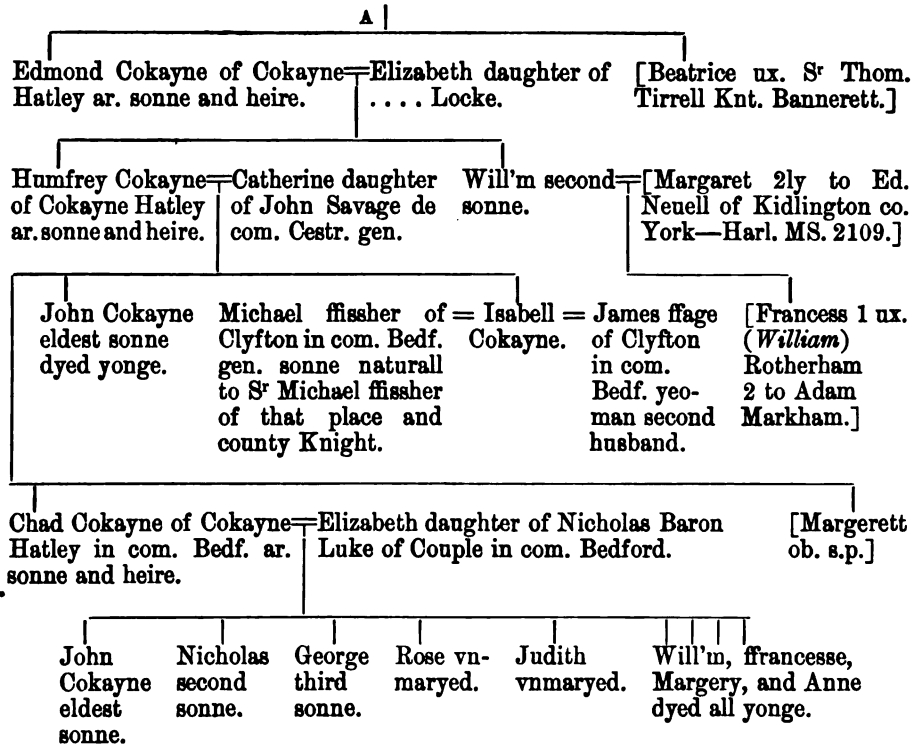 A
Edmond Cokayne of Cokayne
Hatley ar. sonne and heire.
Elizabeth daughter of
. . . . Locke.
[Beatrice ux. Sr Thom.
Tirrell Knt. Bannerett.]
Humfrey Cokayne
of Cokayne Hatley
ar. sonne and heire.
Catherine daughter
of John Savage de
com. Cestr. gen.
Will'm second
sonne.
[Margaret 2ly to Ed.
Neuell of Kidlington co.
York—Harl. MS. 2109.]
John Cokayne
eldest sonne
dyed yonge.
Michael ffissher of
Clyfton in com. Bedf.
gen. sonne naturall
to Sr Michael ffissher
of that place and
county Knight.
= Isabell =
Cokayne.
James ffage
of Clyfton
in com.
Bedf. yeo-
man second
husband.
[Francess 1 ux.
(William)
Rotherham
2 to Adam
Markham.]
Chad Cokayne of Cokayne
Hatley in com. Bedf. ar.
sonne and heire.
Elizabeth daughter of Nicholas Baron
Luke of Couple in com. Bedford.
[Margerett
ob. s.p.]
John
Cokayne
eldest
sonne.
Nicholas
second
sonne.
George
third
sonne.
Rose vn-
maryed.
Judith
vnmaryed.
Will'm, ffrancesse,
Margery, and Anne
dyed all yonge.